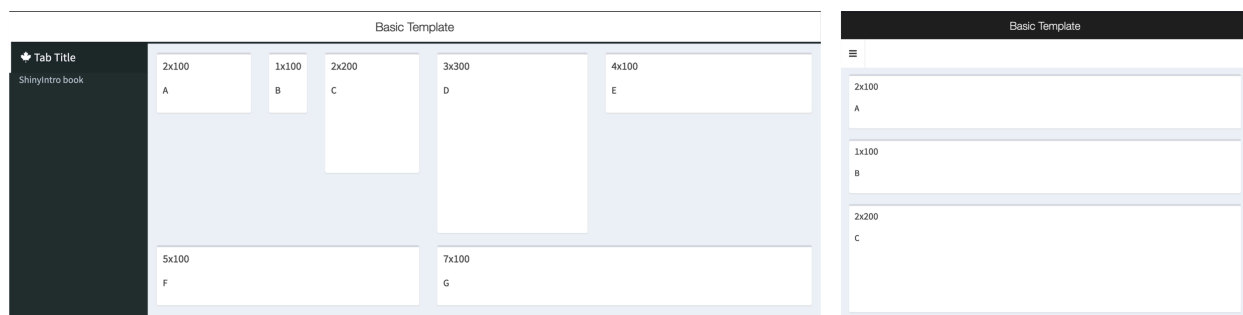 Basic Template
Tab Title
ShinyIntro book
2x100
A
1x100
B
2x200
C
3x300
D
4x100
E
5x100
F
7x100
G
Basic Template
2x100
A
1x100
B
2x200
C